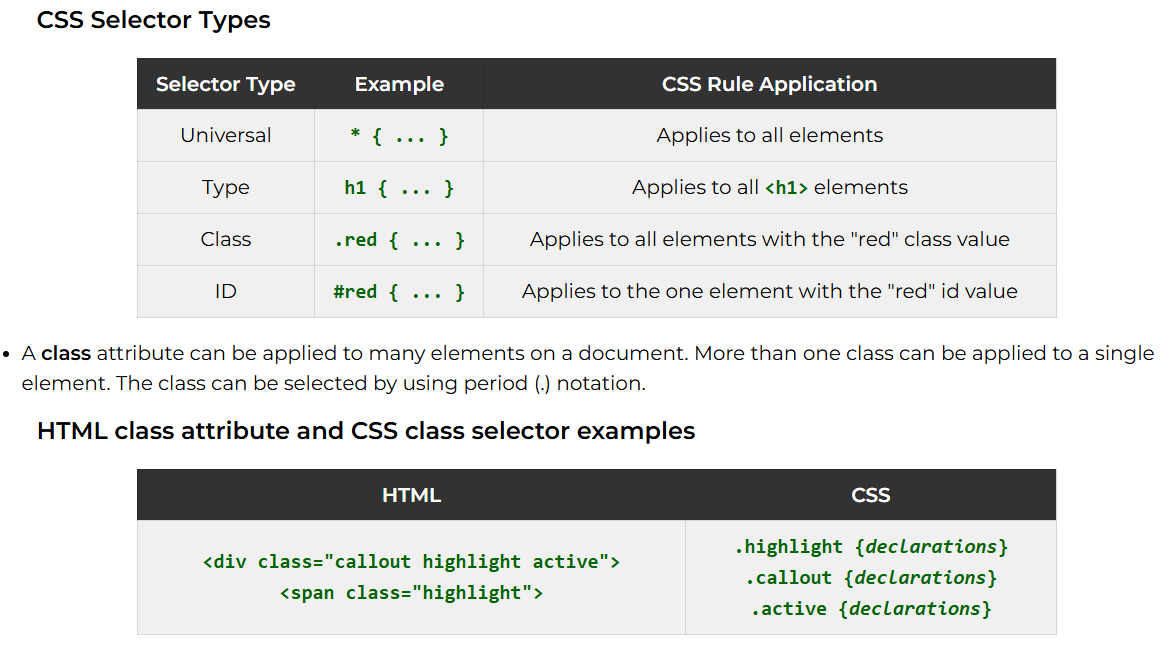 CSS Selector Types
Selector Type Example CSS Rule Application
Universal * { ... } Applies to all elements
Type h1 { ... } Applies to all <h1> elements
Class .red { ... } Applies to all elements with the "red" class value
ID #red { ... } Applies to the one element with the "red" id value
• A class attribute can be applied to many elements on a document. More than one class can be applied to a single
element. The class can be selected by using period (.) notation.
HTML class attribute and CSS class selector examples
HTML CSS
<div class="callout highlight active">
<span class="highlight">
.highlight {declarations}
.callout {declarations}
.active {declarations}